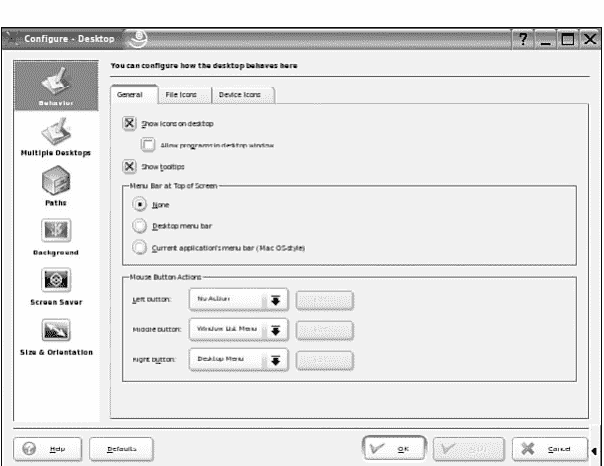 Configure - Desktop
You can configure how the desktop behaves here
Behavior
Multiple Desktops
Paths
Background
Screen Saver
Size & Orientation
General File Icons Device Icons
Show icons on desktop
Allow programs in desktop window
Show tooltips
Menu Bar at Top of Screen
None
Desktop menu bar
Current application's menu bar (Mac OS-style)
Mouse Button Actions
Left button: No Action
Middle button: Window List Menu
Right button: Desktop Menu
Help Defaults OK Cancel